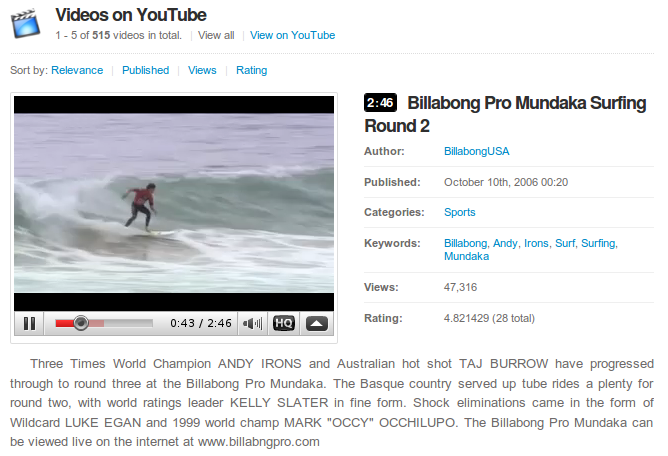 Videos on YouTube
1 - 5 of 515 videos in total. | View all | View on YouTube
Sort by: Relevance | Published | Views | Rating
2:46 Billabong Pro Mundaka Surfing
Round 2
Author: BillabongUSA
Published: October 10th, 2006 00:20
Categories: Sports
Keywords: Billabong, Andy, Irons, Surf, Surfing,
Mundaka
Views: 47,316
Rating: 4.821429 (28 total)
0:43 / 2:46 HQ
Three Times World Champion ANDY IRONS and Australian hot shot TAJ BURROW have progressed
through to round three at the Billabong Pro Mundaka. The Basque country served up tube rides a plenty for
round two, with world ratings leader KELLY SLATER in fine form. Shock eliminations came in the form of
Wildcard LUKE EGAN and 1999 world champ MARK "OCCY" OCCHILUPO. The Billabong Pro Mundaka can
be viewed live on the internet at www.billabngpro.com